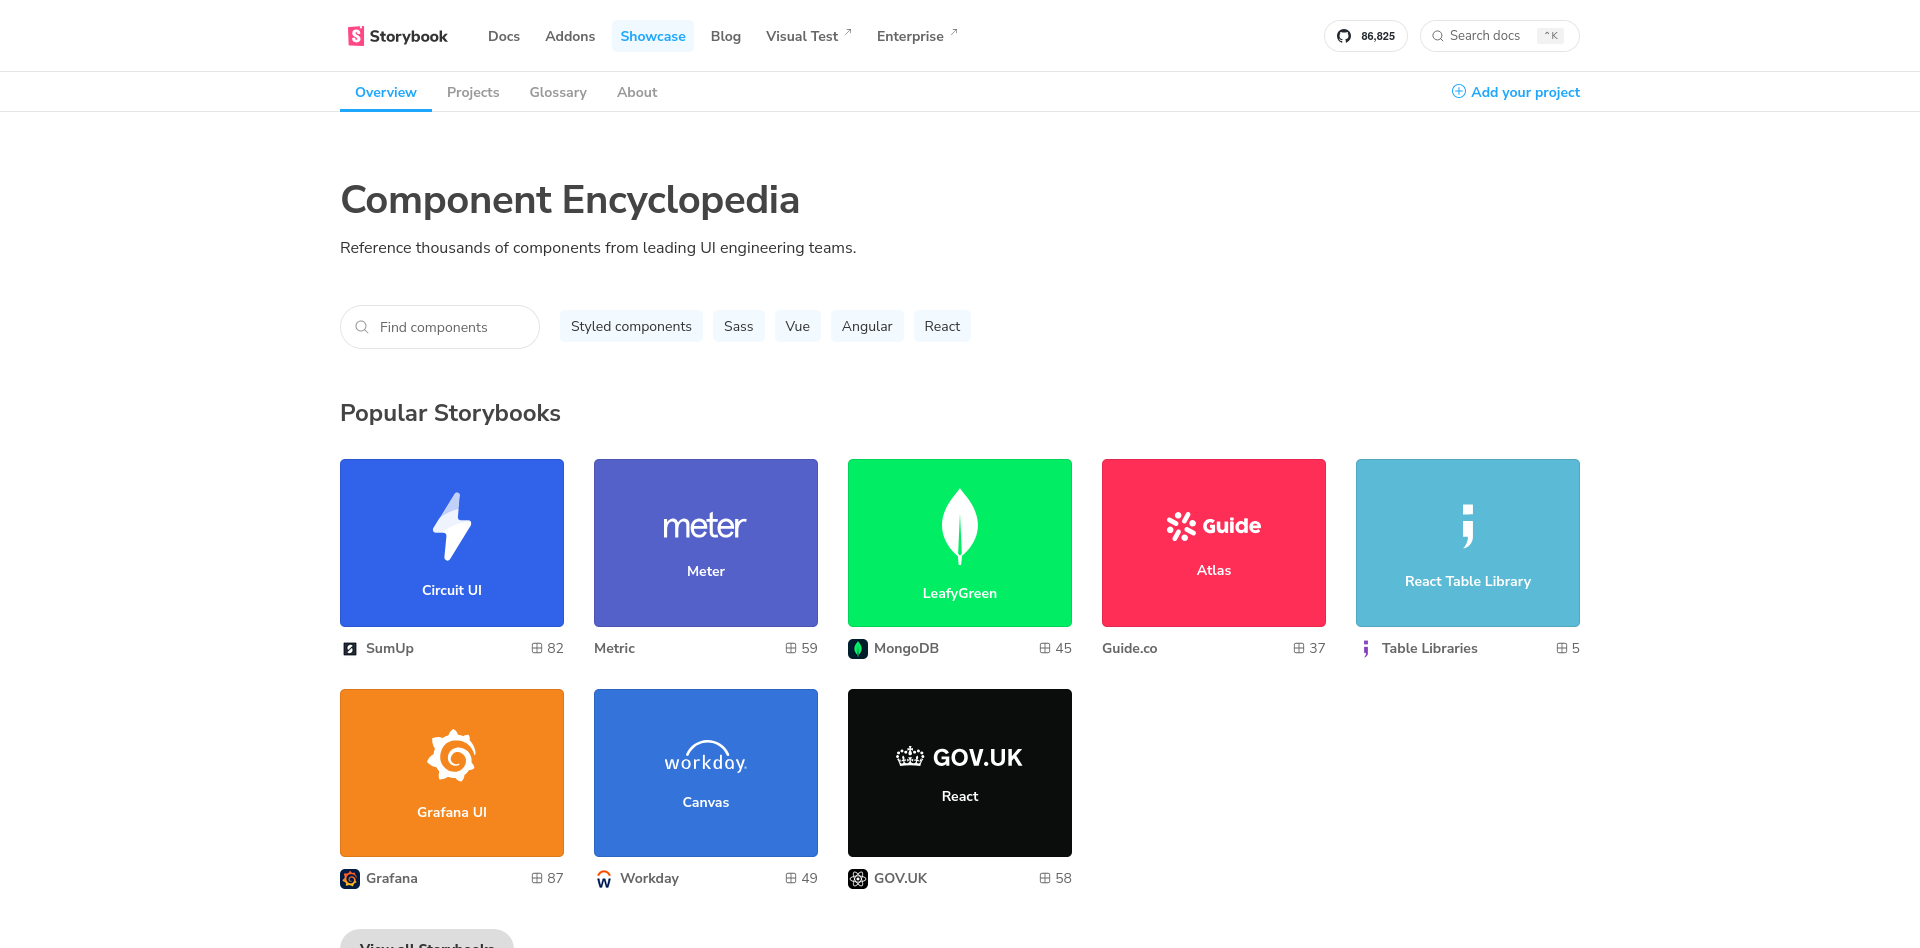 Storybook Docs Addons Showcase Blog Visual Test Enterprise 86,825 Search docs ⌃ K
Overview Projects Glossary About Add your project
Component Encyclopedia
Reference thousands of components from leading UI engineering teams.
Find components Styled components Sass Vue Angular React
Popular Storybooks
Circuit UI
SumUp 82
meter
Meter
Metric 59
LeafyGreen
MongoDB 45
Guide
Atlas
Guide.co 37
React Table Library
Table Libraries 5
Grafana UI
Grafana 87
workday.
Canvas
Workday 49
GOV.UK
React
GOV.UK 58
View all Storybooks